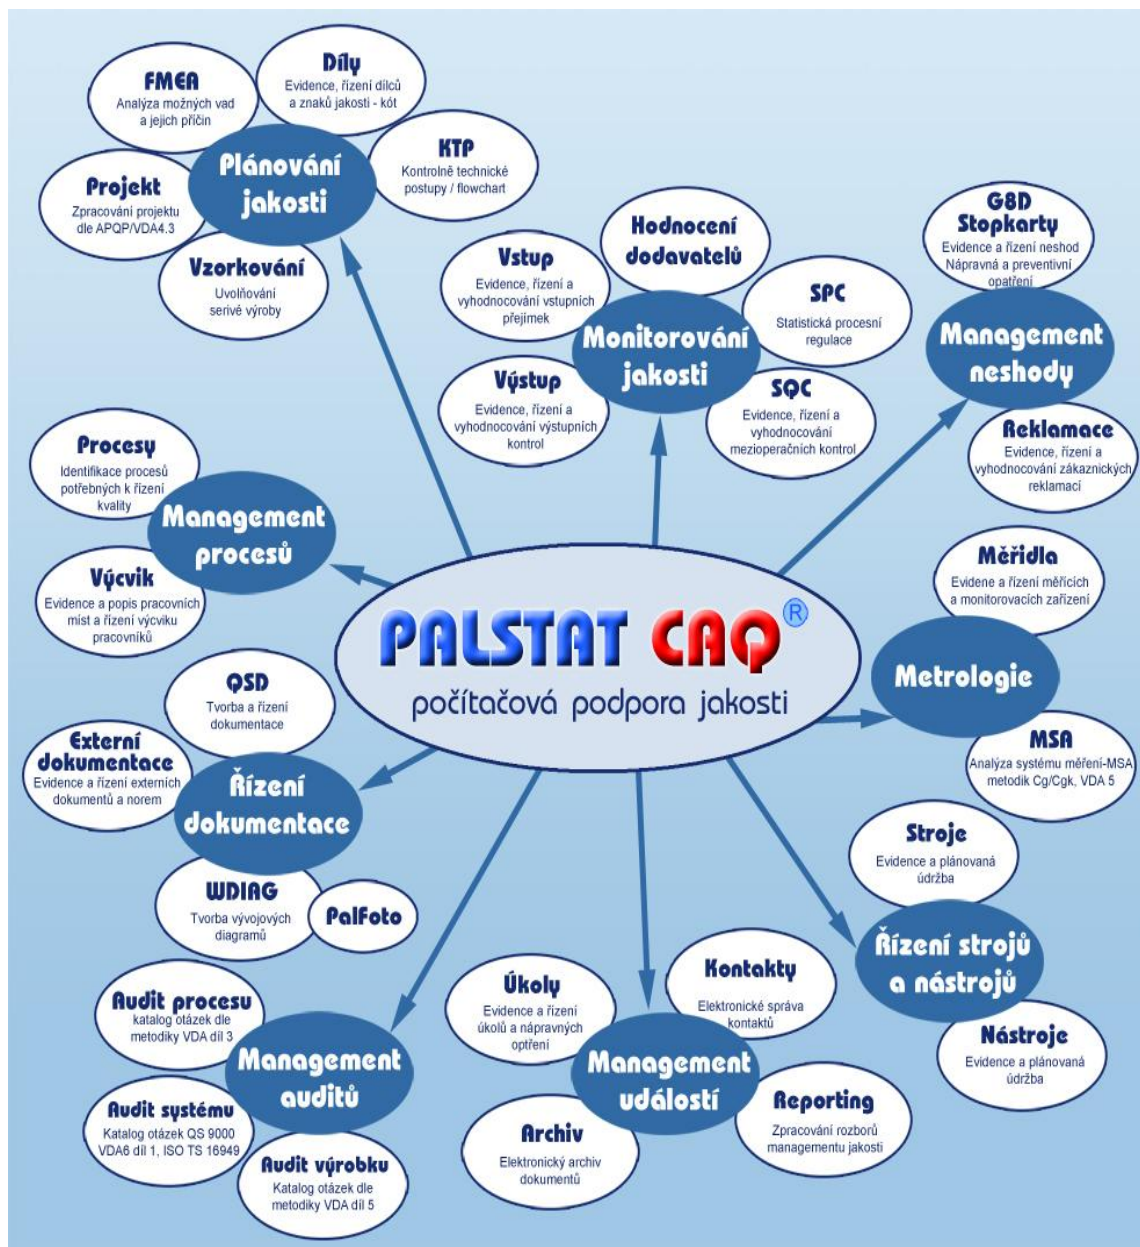 FMEA
Analýza možných vad
a jejich příčin
Díly
Evidence, řízení dílců
a znaků jakosti - kót
KTP
Kontrolně technické
postupy / flowchart
Plánování
jakosti
Projekt
Zpracování projektu
dle APQP/VDA4.3
Vzorkování
Uvolňování
serivé výroby
Hodnocení
dodavatelů
Vstup
Evidence, řízení a
vyhodnocování vstupních
přejímek
SPC
Statistická procesní
regulace
Monitorování
jakosti
Výstup
Evidence, řízení a
vyhodnocování výstupních
kontrol
SQC
Evidence, řízení a
vyhodnocování
mezioperačních kontrol
G8D
Stopkarty
Evidence a řízení neshod
Nápravná a preventivní
opatření
Management
neshody
Reklamace
Evidence, řízení a
vyhodnocování zákaznických
reklamací
Procesy
Identifikace procesů
potřebných k řízení
kvality
Management
procesů
Výcvik
Evidence a popis pracovních
míst a řízení výcviku
pracovníků
PALSTAT CAQ ®
počítačová podpora jakosti
Měřidla
Evidene a řízení měřících
a monitorovacích zařízení
Metrologie
MSA
Analýza systému měření-MSA
metodik Cg/Cgk, VDA 5
QSD
Tvorba a řízení
dokumentace
Externí
dokumentace
Evidence a řízení externích
dokumentů a norem
Řízení
dokumentace
WDIAG
Tvorba vývojových
diagramů
PalFoto
Stroje
Evidence a plánovaná
údržba
Řízení strojů
a nástrojů
Nástroje
Evidence a plánovaná
údržba
Audit procesu
katalog otázek dle
metodiky VDA díl 3
Management
auditů
Audit systému
Katalog otázek QS 9000
VDA6 díl 1, ISO TS 16949
Audit výrobku
Katalog otázek dle
metodiky VDA díl 5
Úkoly
Evidence a řízení
úkolů a nápravných
optření
Kontakty
Elektronické správa
kontaktů
Management
událostí
Archiv
Elektronický archiv
dokumentů
Reporting
Zpracování rozborů
managementu jakosti